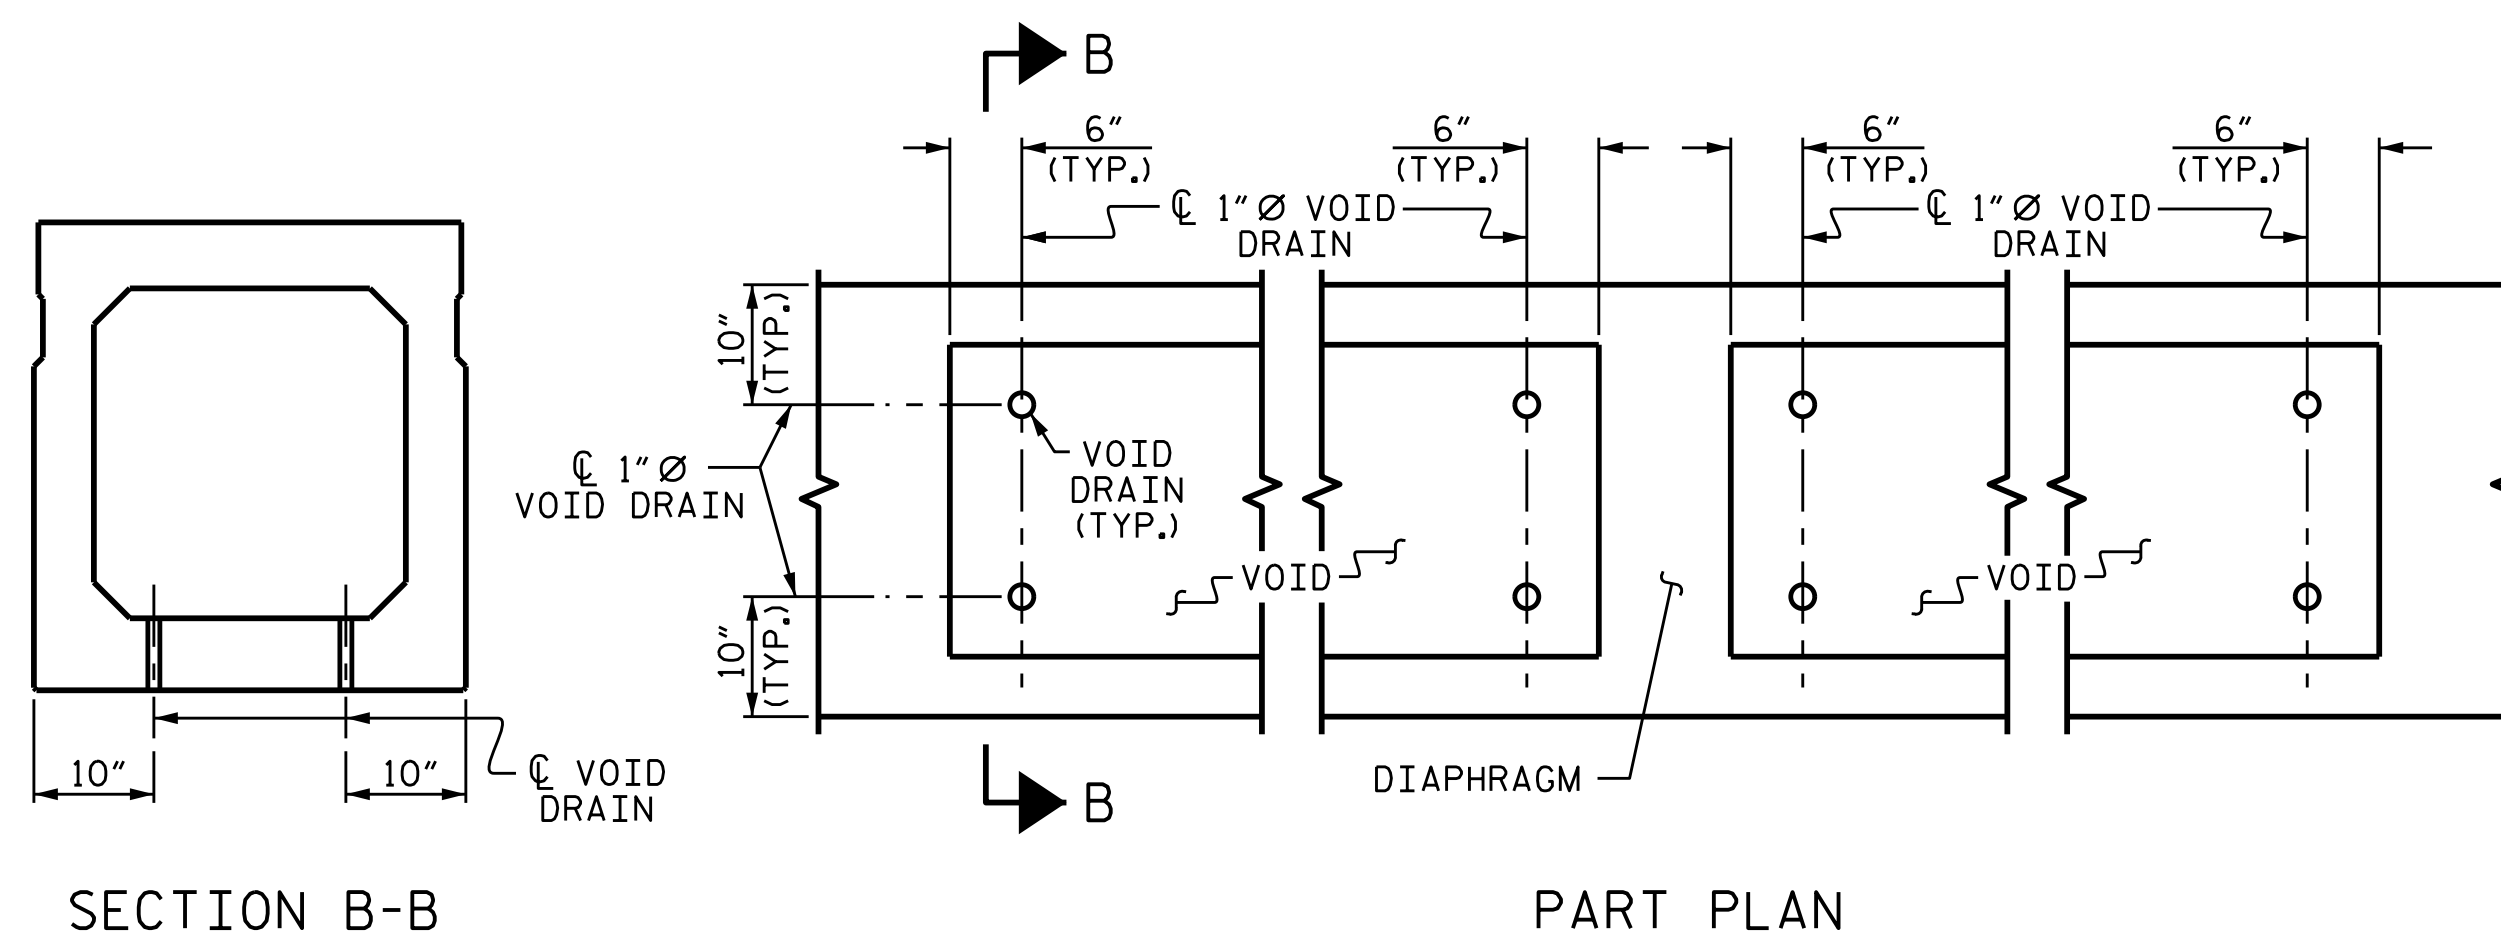 B
6" 6" 6" 6"
(TYP.) (TYP.) (TYP.) (TYP.)
℄ 1"Ø VOID
DRAIN
℄ 1"Ø VOID
DRAIN
10"
(TYP.)
℄ 1"Ø
VOID DRAIN
VOID
DRAIN
(TYP.)
VOID
VOID
10"
(TYP.)
10" 10"
℄ VOID
DRAIN
DIAPHRAGM
B
SECTION B-B
PART PLAN